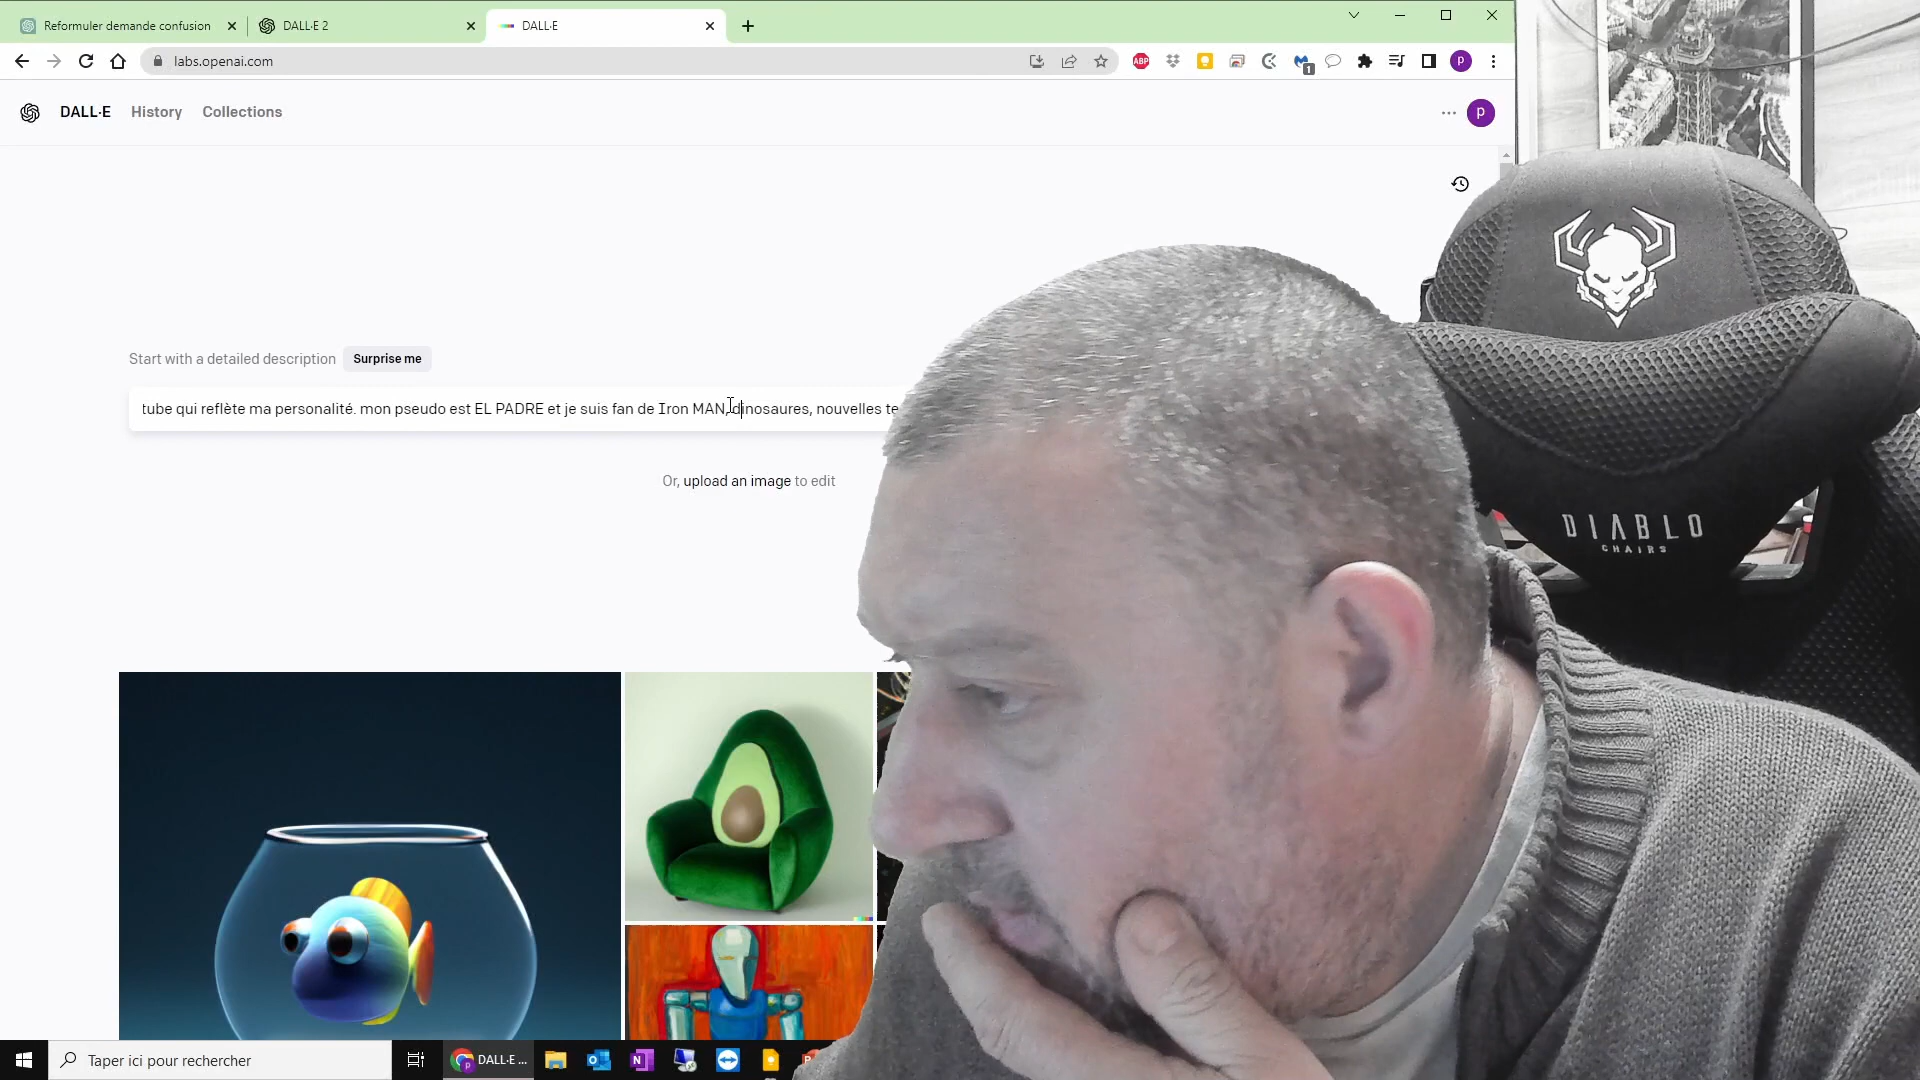 Reformuler demande confusion
DALL·E 2
DALL·E
labs.openai.com
ABP
1
p
DALL·E
History
Collections
p
Start with a detailed description
Surprise me
tube qui reflète ma personalité. mon pseudo est EL PADRE et je suis fan de Iron MAN, dinosaures, nouvelles te
Or, upload an image to edit
DIABLO
CHAIRS
Taper ici pour rechercher
DALL·E ...